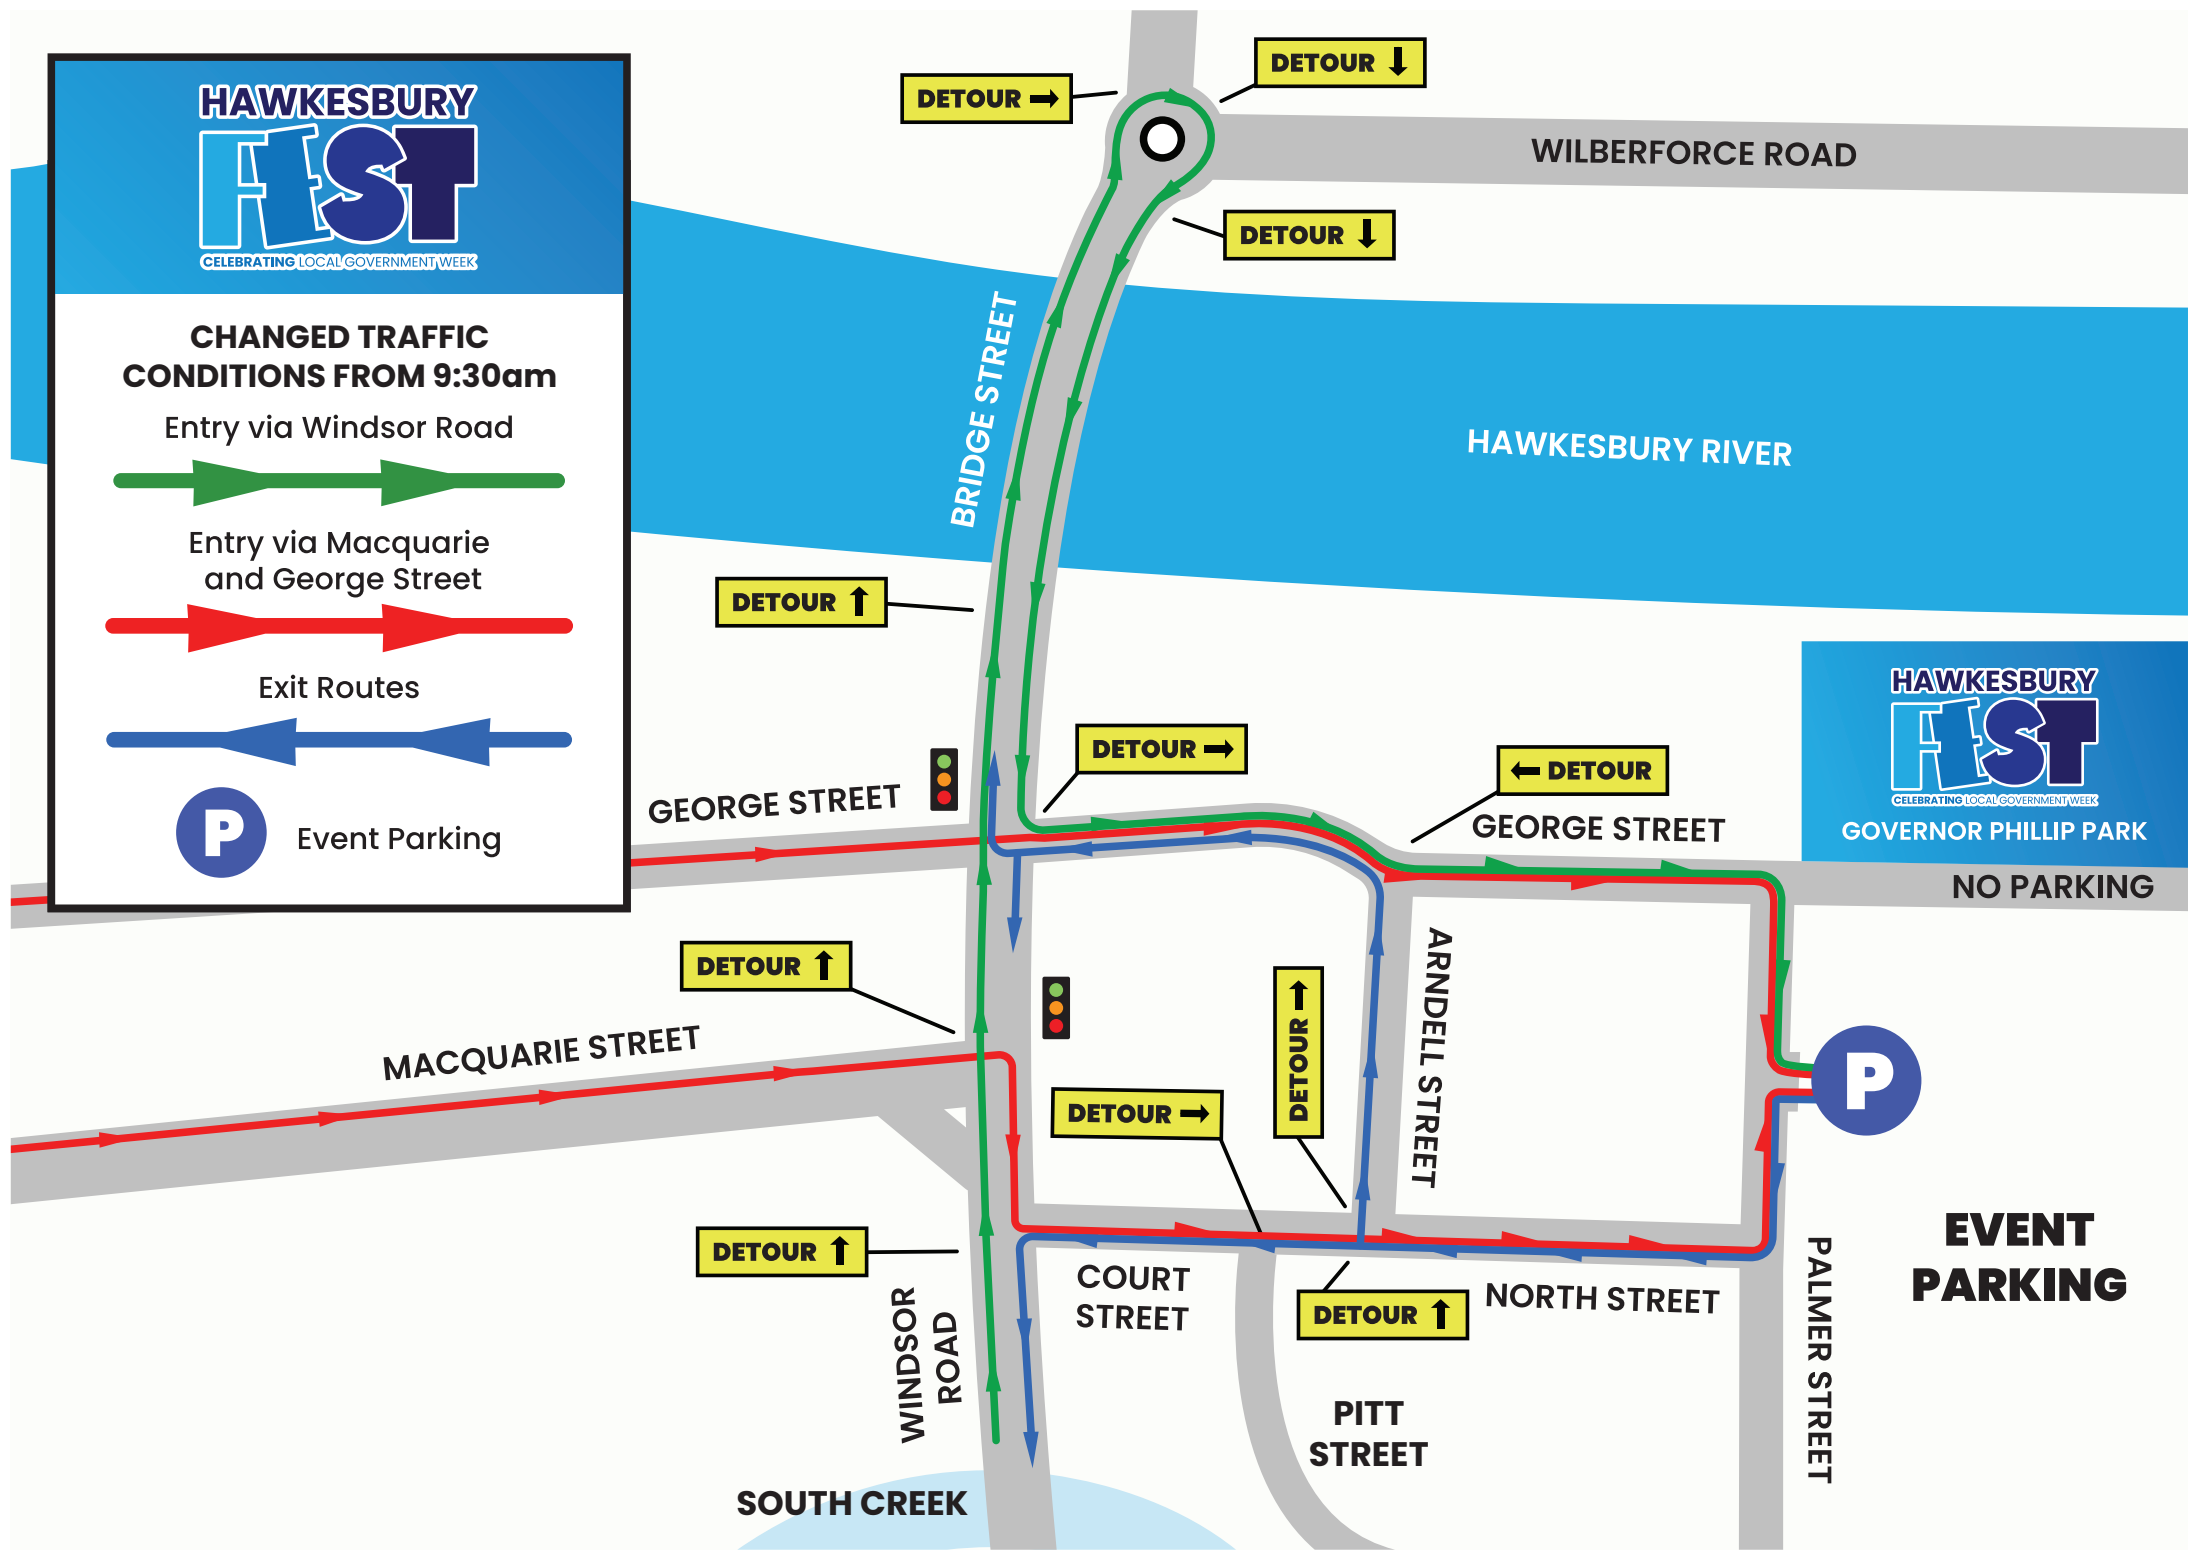 HAWKESBURY
FEST
CELEBRATING LOCAL GOVERNMENT WEEK
CHANGED TRAFFIC
CONDITIONS FROM 9:30am
Entry via Windsor Road
Entry via Macquarie
and George Street
Exit Routes
P
Event Parking
DETOUR ↓
DETOUR →
WILBERFORCE ROAD
DETOUR ↓
BRIDGE STREET
HAWKESBURY RIVER
DETOUR ↑
HAWKESBURY
FEST
CELEBRATING LOCAL GOVERNMENT WEEK
GOVERNOR PHILLIP PARK
DETOUR →
← DETOUR
GEORGE STREET
GEORGE STREET
NO PARKING
DETOUR ↑
ARNDELL STREET
MACQUARIE STREET
DETOUR →
DETOUR →
P
DETOUR ↑
EVENT
PARKING
COURT
STREET
NORTH STREET
DETOUR ↑
WINDSOR
ROAD
PALMER STREET
PITT
STREET
SOUTH CREEK